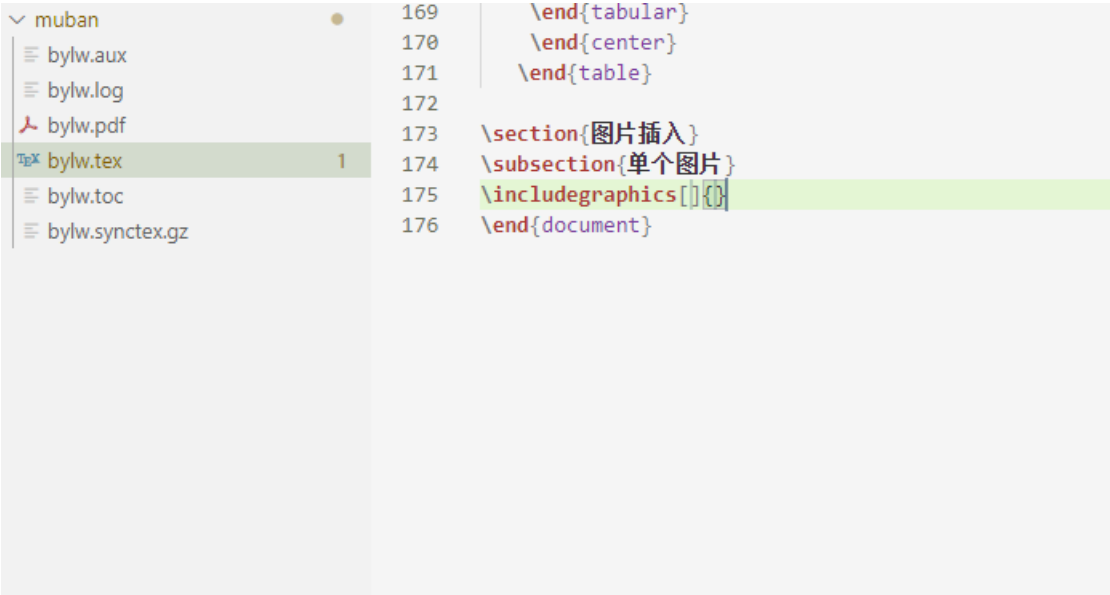 muban
bylw.aux
bylw.log
bylw.pdf
TEX bylw.tex 1
bylw.toc
bylw.synctex.gz
169 \end{tabular}
170 \end{center}
171 \end{table}
172
173 \section{图片插入}
174 \subsection{单个图片}
175 \includegraphics[]{}
176 \end{document}